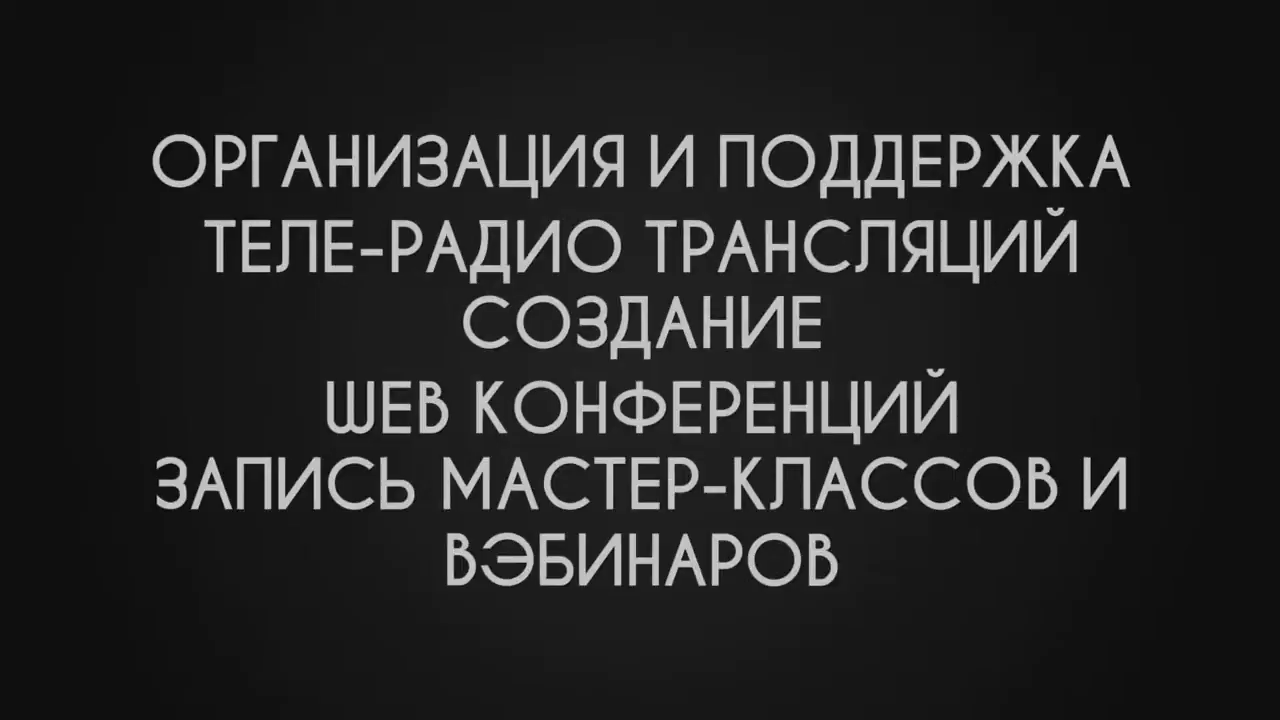 ОРГАНИЗАЦИЯ И ПОДДЕРЖКА
ТЕЛЕ-РАДИО ТРАНСЛЯЦИЙ
СОЗДАНИЕ
ШЕВ КОНФЕРЕНЦИЙ
ЗАПИСЬ МАСТЕР-КЛАССОВ И
ВЭБИНАРОВ